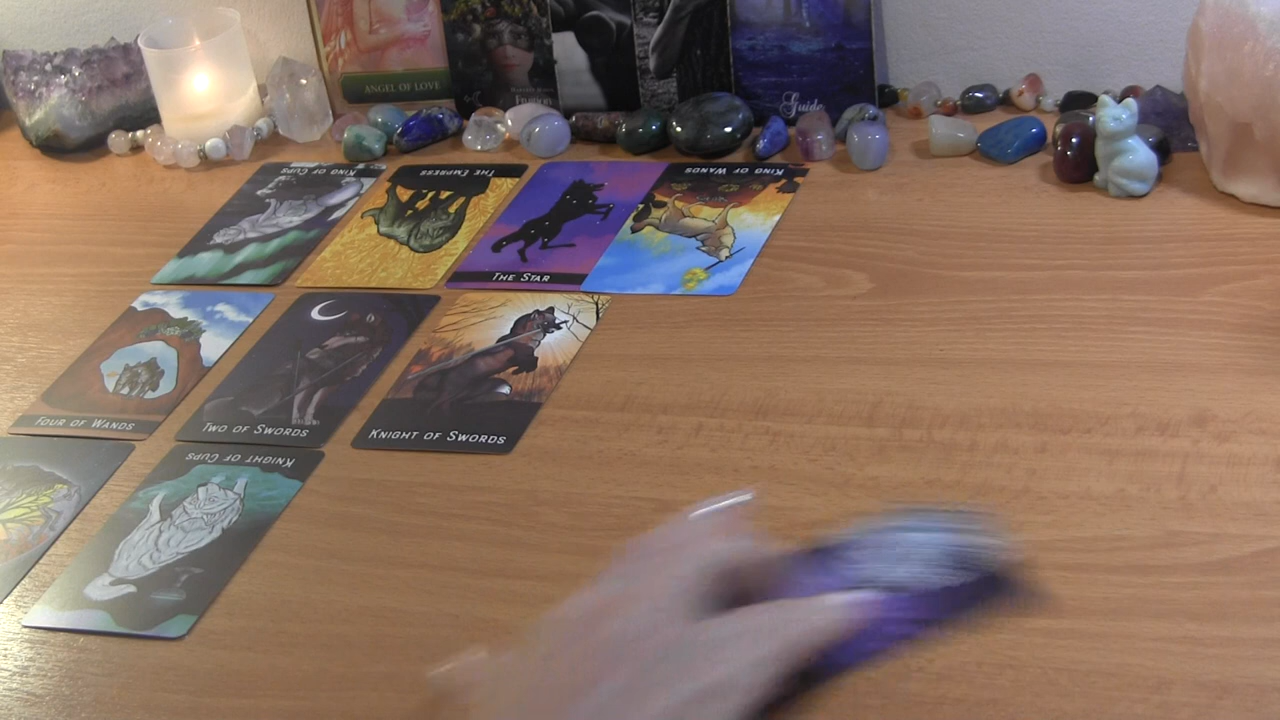 ANGEL OF LOVE
Guide
KING OF CUPS
THE EMPRESS
THE STAR
KING OF WANDS
FOUR OF WANDS
TWO OF SWORDS
KNIGHT OF SWORDS
KNIGHT OF CUPS